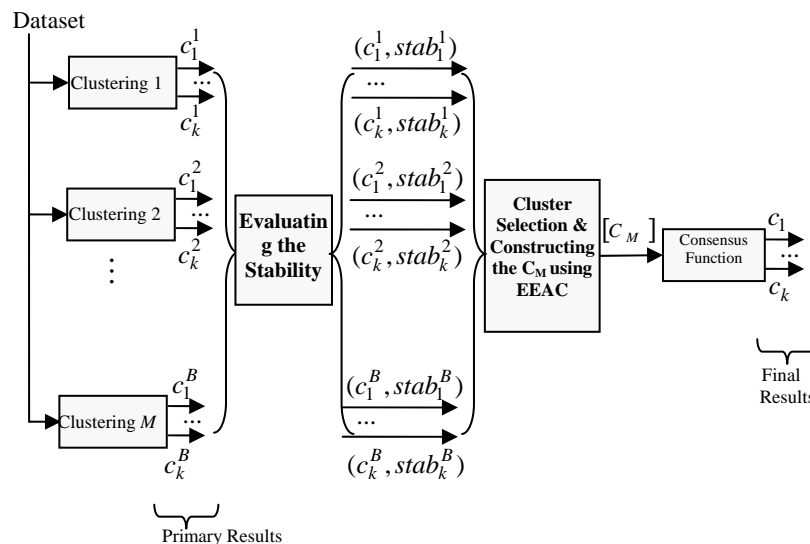 Dataset
Clustering 1
c_1^1
...
c_k^1
Clustering 2
c_1^2
...
c_k^2
⋮
Clustering M
c_1^B
...
c_k^B
Primary Results
Evaluatin
g the
Stability
(c_1^1, stab_1^1)
...
(c_k^1, stab_k^1)
(c_1^2, stab_1^2)
...
(c_k^2, stab_k^2)
(c_1^B, stab_1^B)
...
(c_k^B, stab_k^B)
Cluster
Selection &
Constructing
the C_M using
EEAC
[C_M]
Consensus
Function
c_1
...
c_k
Final
Results